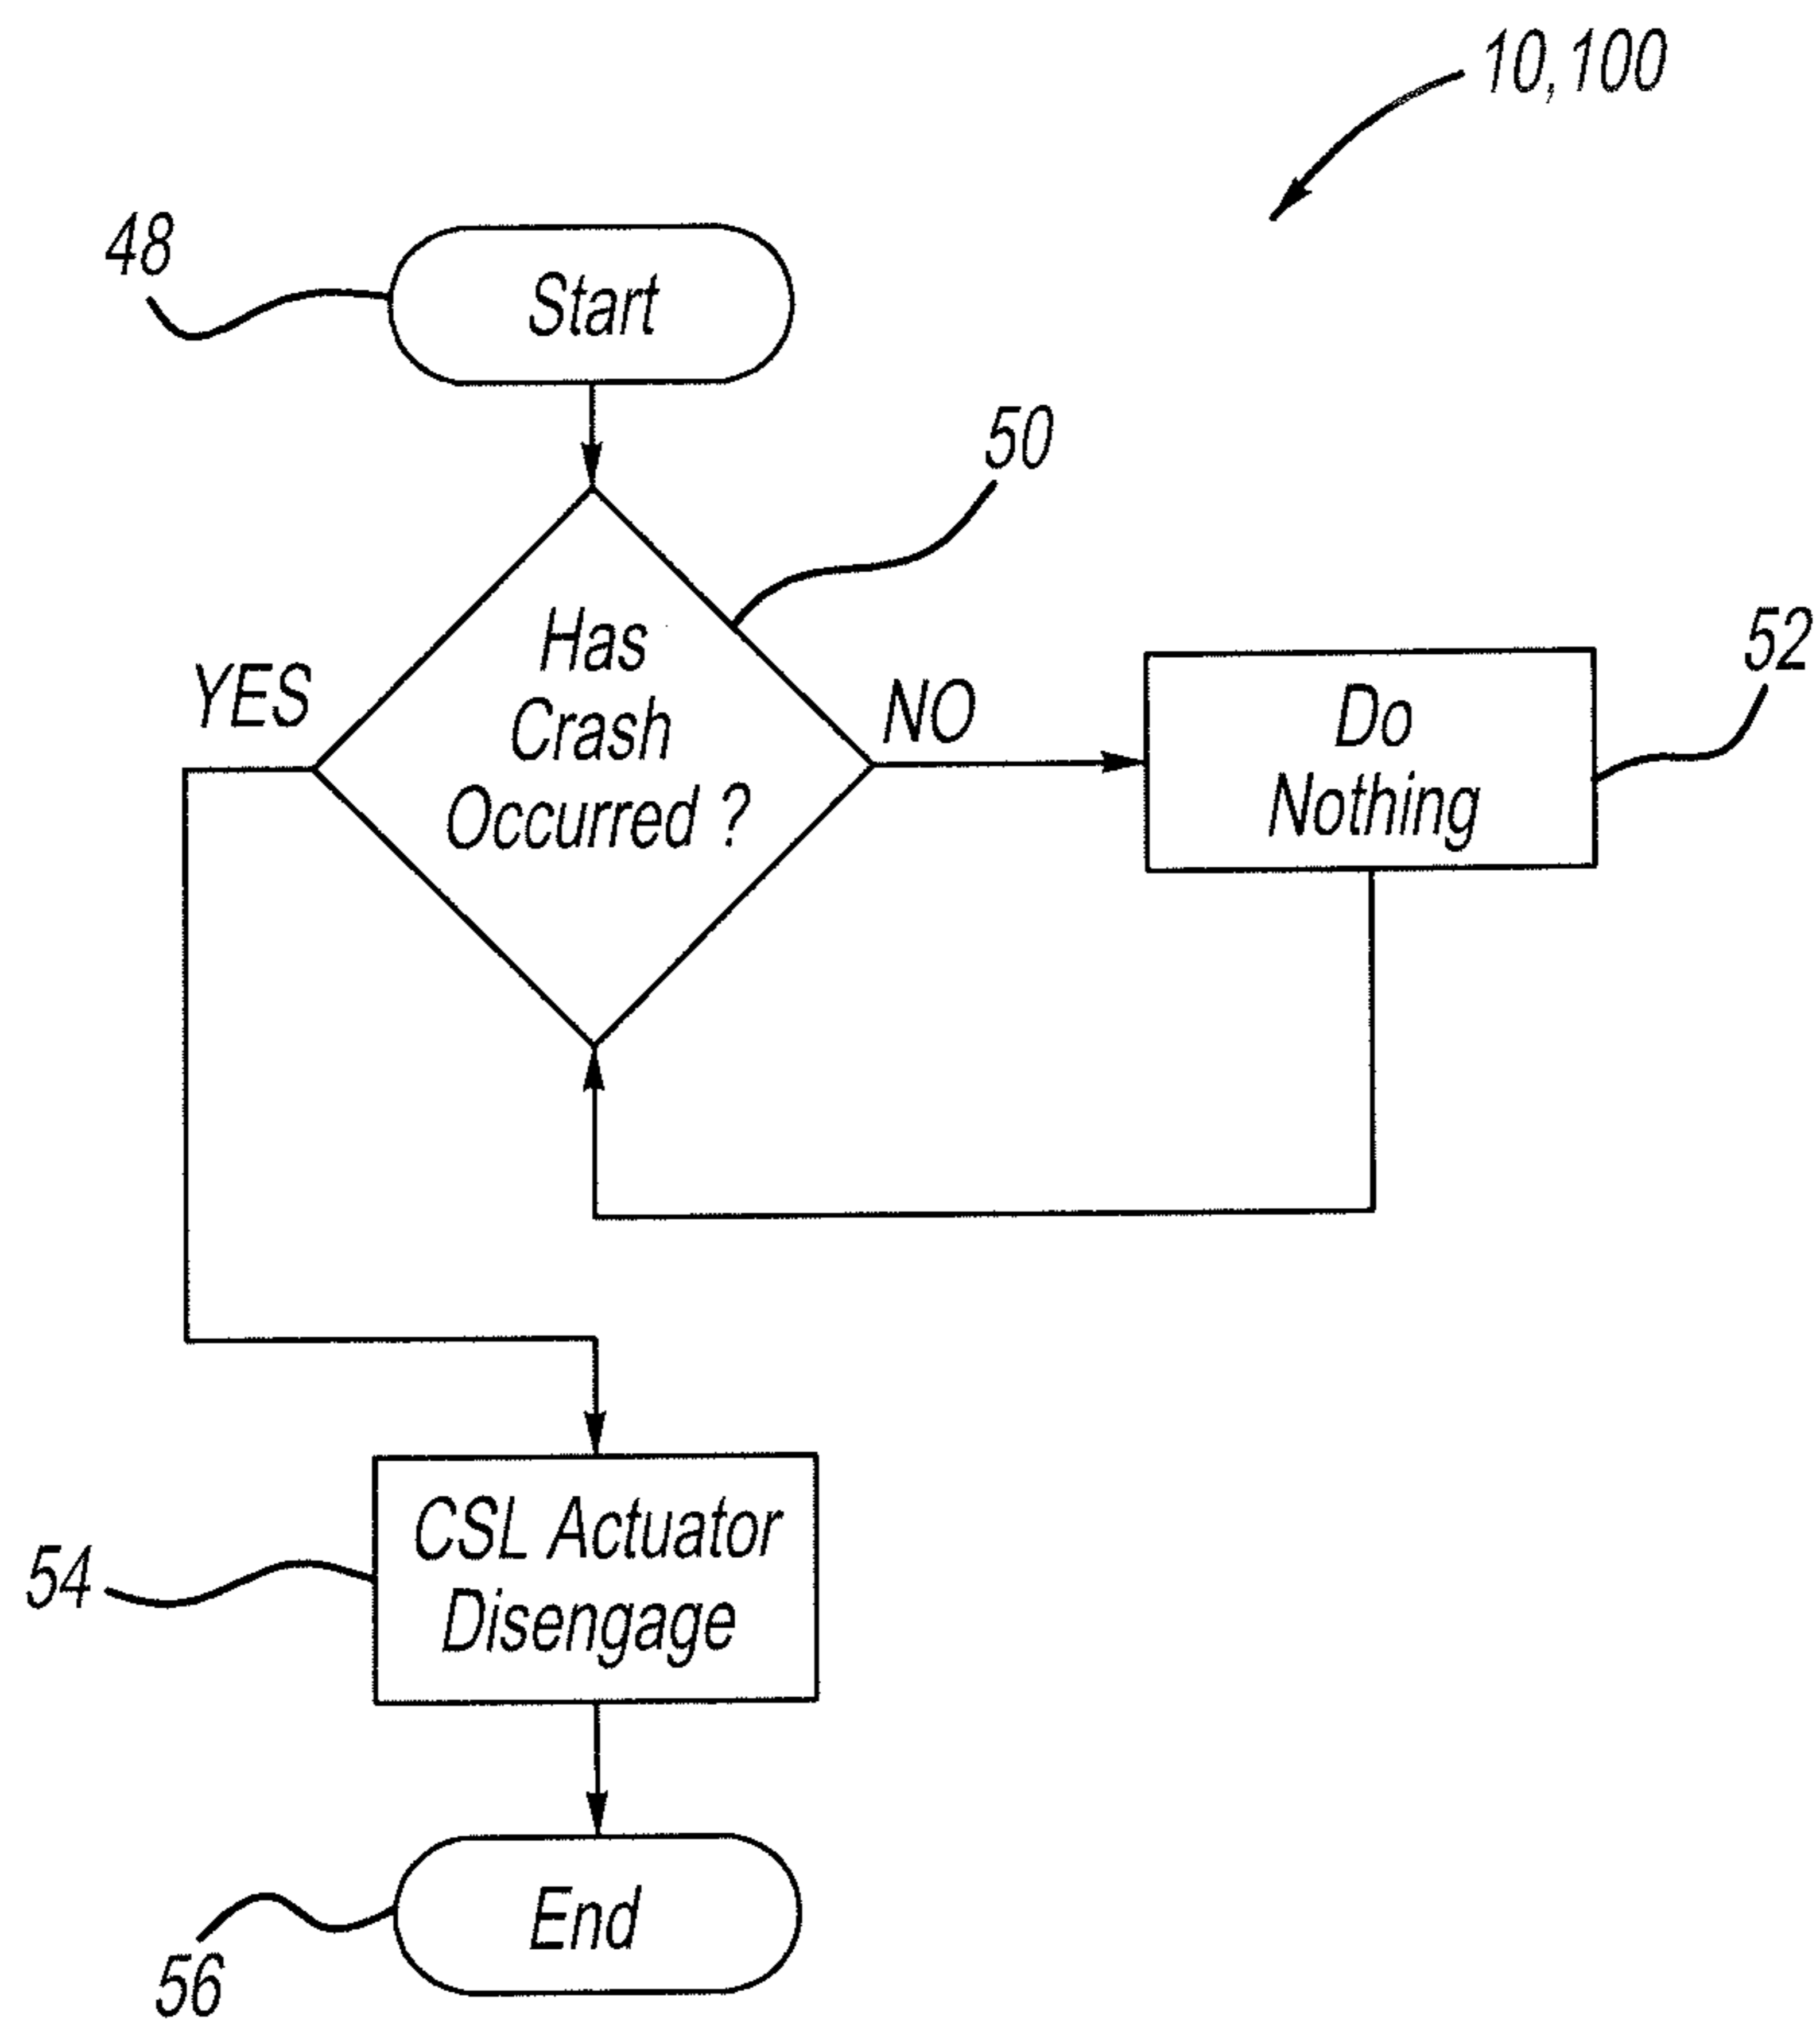 10,100
48
Start
50
Has
Crash
Occurred ?
YES
NO
52
Do
Nothing
54
CSL Actuator
Disengage
End
56